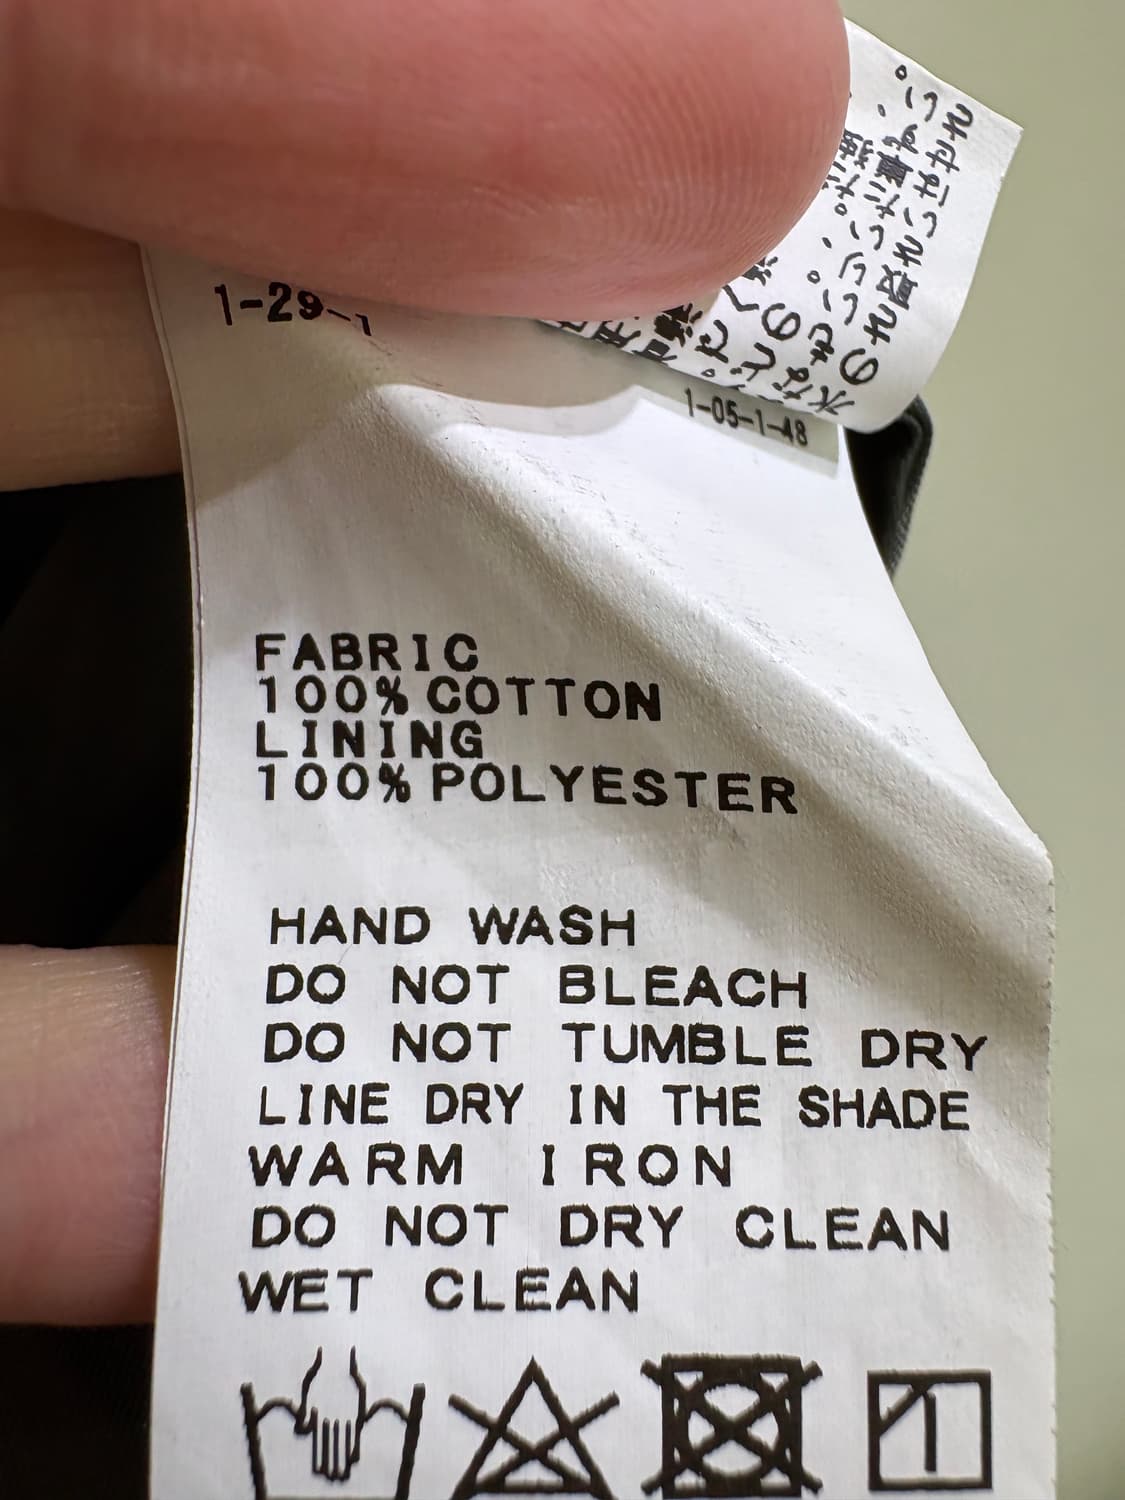 1-29-1
1-05-1-48
FABRIC
100% COTTON
LINING
100% POLYESTER
HAND WASH
DO NOT BLEACH
DO NOT TUMBLE DRY
LINE DRY IN THE SHADE
WARM IRON
DO NOT DRY CLEAN
WET CLEAN